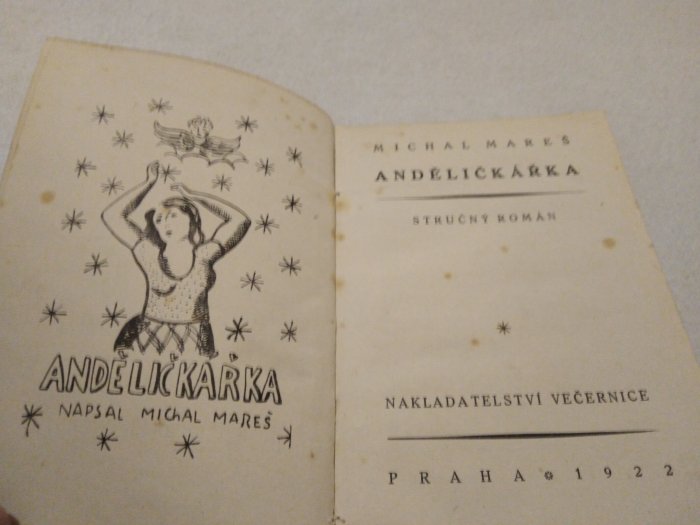 ANDĚLIČKÁŘKA
NAPSAL MICHAL MAREŠ
MICHAL MAREŠ
ANDĚLIČKÁŘKA
STRUČNÝ ROMÁN
NAKLADATELSTVÍ VEČERNICE
PRAHA * 1922